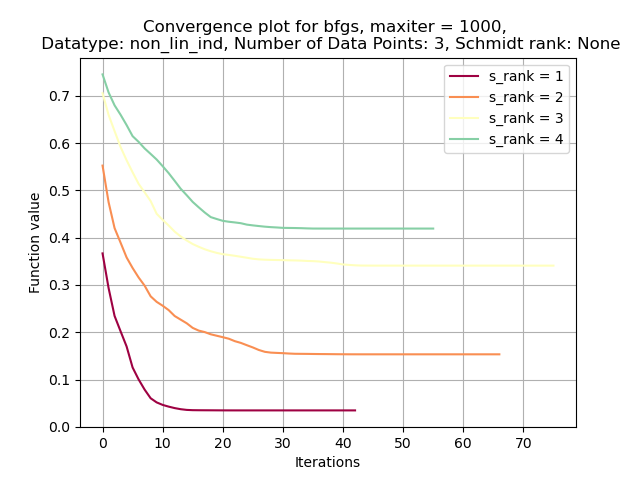 Convergence plot for bfgs, maxiter = 1000,
Datatype: non_lin_ind, Number of Data Points: 3, Schmidt rank: None
s_rank = 1
s_rank = 2
s_rank = 3
s_rank = 4
Function value
0.7
0.6
0.5
0.4
0.3
0.2
0.1
0.0
0 10 20 30 40 50 60 70
Iterations